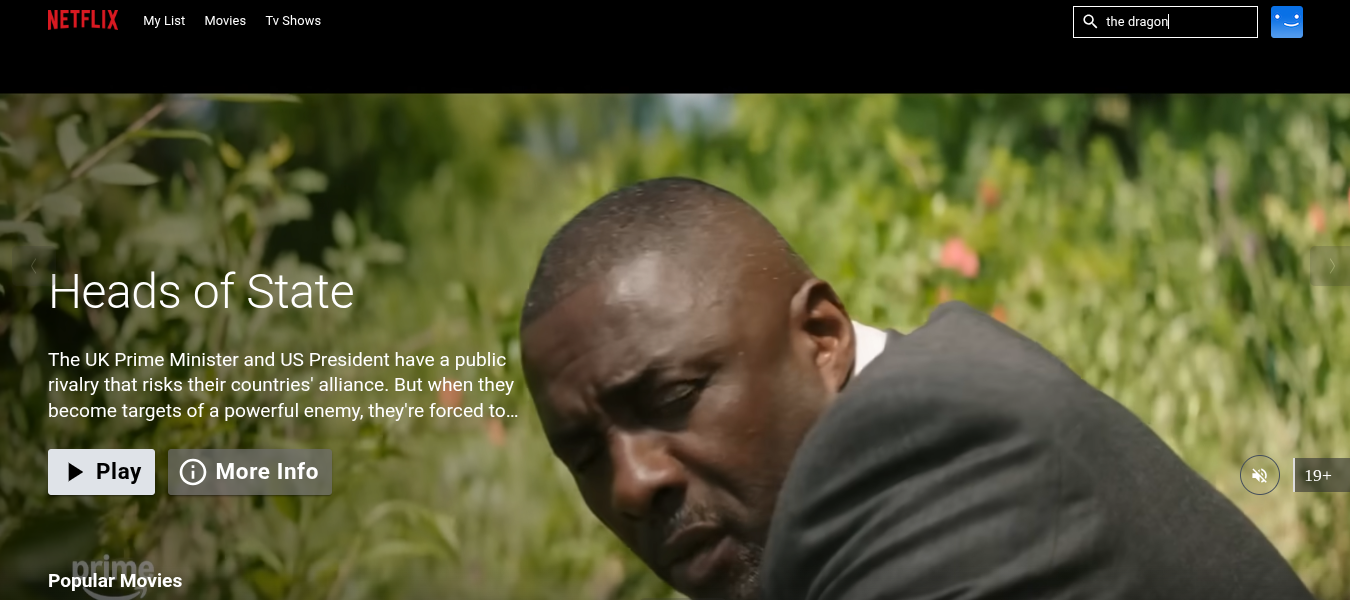 NETFLIX
My List
Movies
Tv Shows
the dragon
Heads of State
The UK Prime Minister and US President have a public
rivalry that risks their countries' alliance. But when they
become targets of a powerful enemy, they're forced to...
Play
More Info
19+
prime
Popular Movies